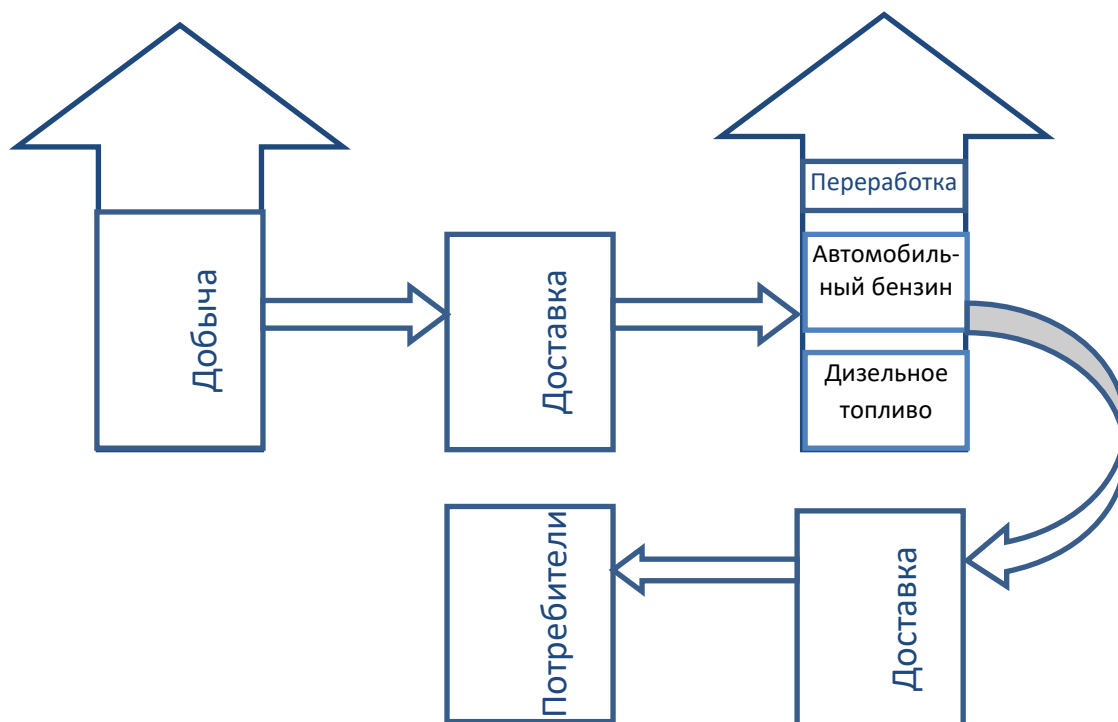 Добыча
Доставка
Переработка
Автомобиль-
ный бензин
Дизельное
топливо
Потребители
Доставка